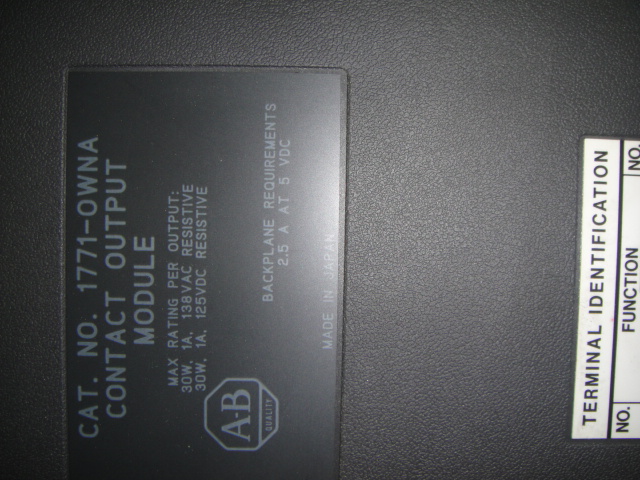 CAT. NO. 1771-OWNA
CONTACT OUTPUT
MODULE
MAX RATING PER OUTPUT:
30W, 1A, 138VAC RESISTIVE
30W, 1A, 125VDC RESISTIVE
BACKPLANE REQUIREMENTS
2.5 A AT 5 VDC
MADE IN JAPAN
A-B
QUALITY
TERMINAL IDENTIFICATION
NO. FUNCTION NO.